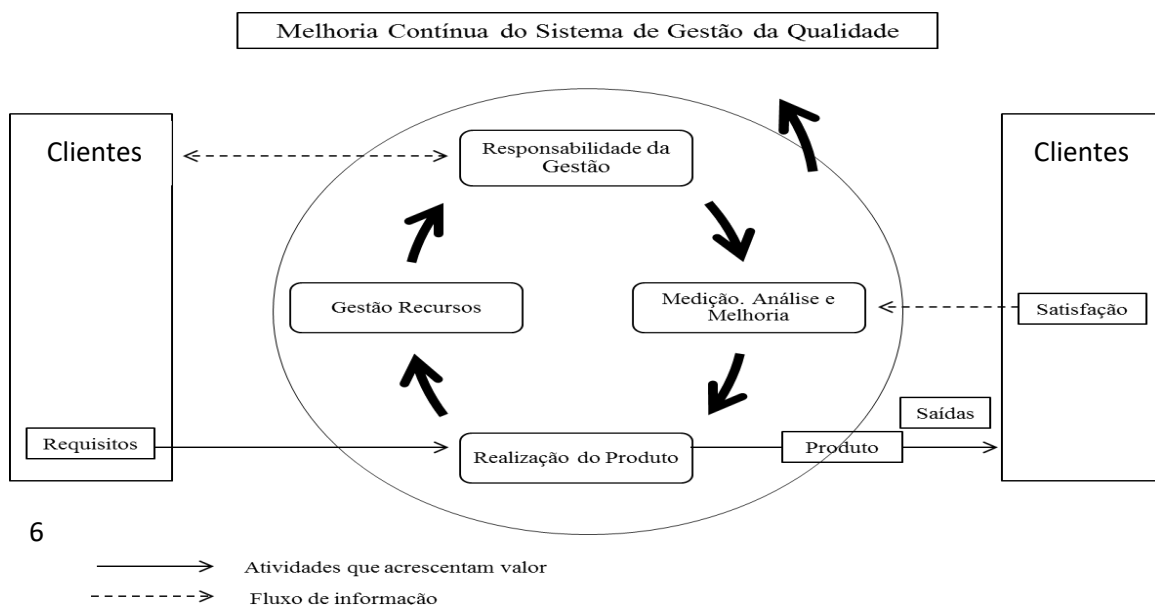 Melhoria Contínua do Sistema de Gestão da Qualidade
Clientes
Clientes
Responsabilidade da
Gestão
Gestão Recursos
Medição. Análise e
Melhoria
Satisfação
Saídas
Requisitos
Realização do Produto
Produto
6
Atividades que acrescentam valor
Fluxo de informação